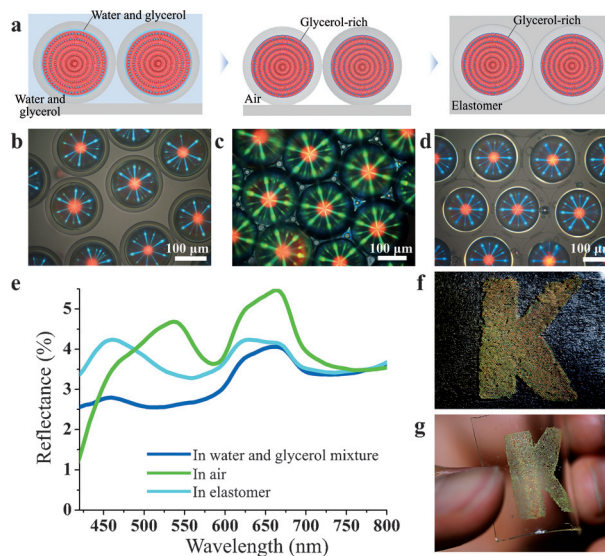 a
Water and glycerol
Water and
glycerol
Glycerol-rich
Air
Glycerol-rich
Elastomer
b
100 µm
c
100 µm
d
100 µm
e
Reflectance (%)
5
4
3
2
1
0
In water and glycerol mixture
In air
In elastomer
450 500 550 600 650 700 750 800
Wavelength (nm)
f
K
g
K